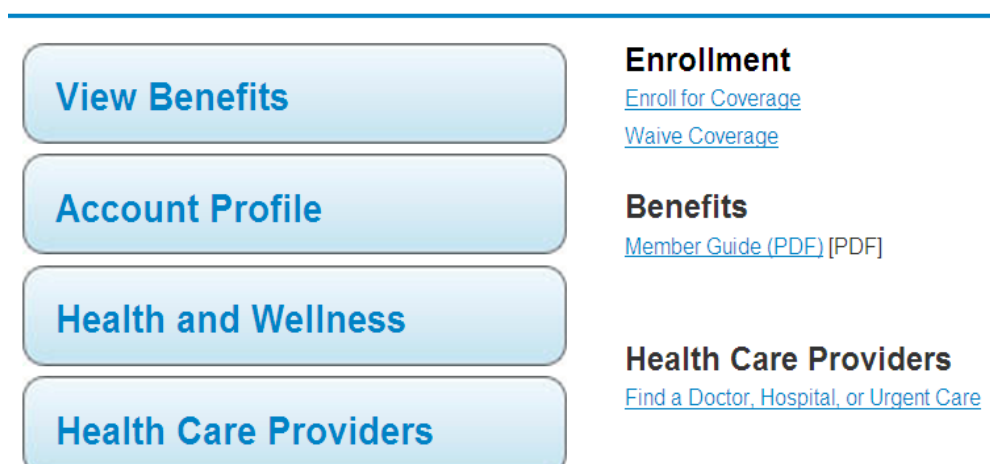 View Benefits
Account Profile
Health and Wellness
Health Care Providers
Enrollment
Enroll for Coverage
Waive Coverage
Benefits
Member Guide (PDF) [PDF]
Health Care Providers
Find a Doctor, Hospital, or Urgent Care